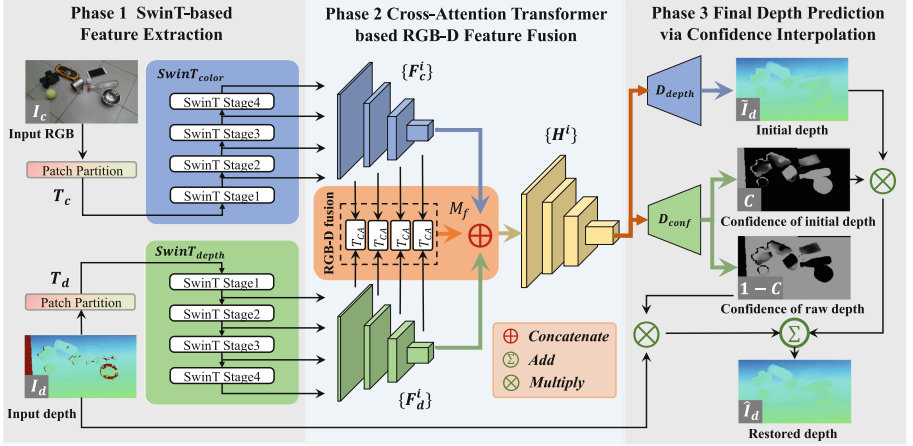 Phase 1 SwinT-based
Feature Extraction
I_c
Input RGB
Patch Partition
T_c
SwinT_color
SwinT Stage4
SwinT Stage3
SwinT Stage2
SwinT Stage1
T_d
Patch Partition
I_d
Input depth
SwinT_depth
SwinT Stage1
SwinT Stage2
SwinT Stage3
SwinT Stage4
Phase 2 Cross-Attention Transformer
based RGB-D Feature Fusion
{F_c^i}
RGB-D fusion
T_CA
T_CA
T_CA
T_CA
M_f
{F_d^i}
{H^i}
Concatenate
Add
Multiply
Phase 3 Final Depth Prediction
via Confidence Interpolation
D_depth
Ĩ_d
Initial depth
D_conf
C
Confidence of initial depth
1 − C
Confidence of raw depth
Σ
Î_d
Restored depth